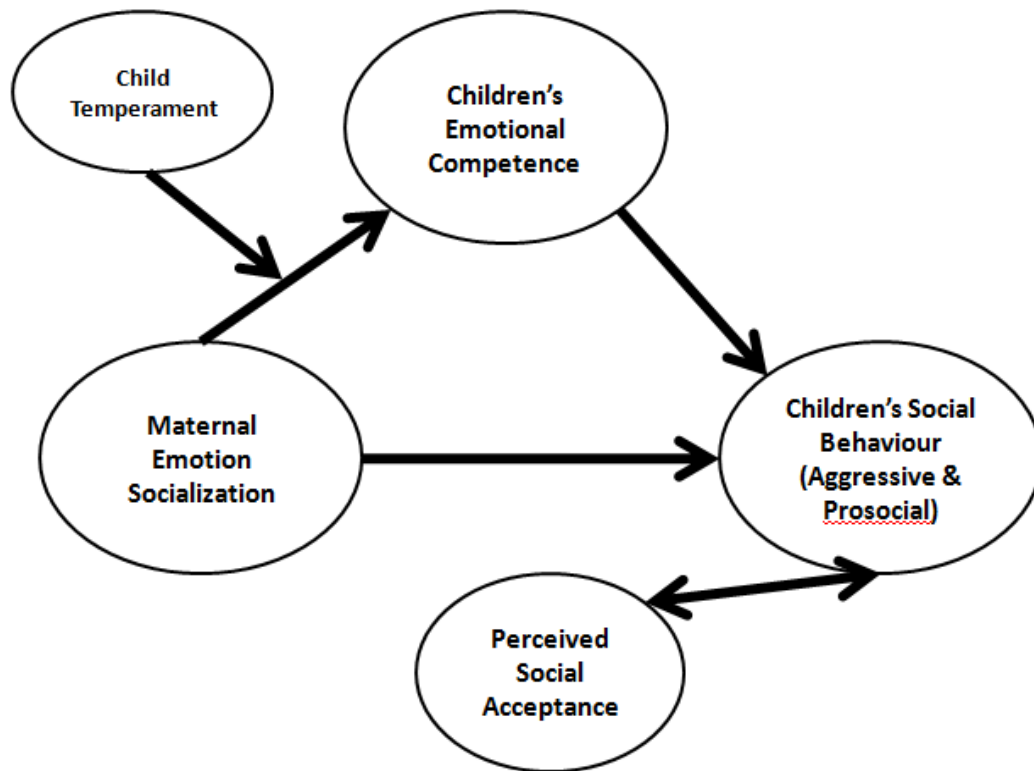 Child
Temperament
Children’s
Emotional
Competence
Maternal
Emotion
Socialization
Children’s Social
Behaviour
(Aggressive &
Prosocial)
Perceived
Social
Acceptance